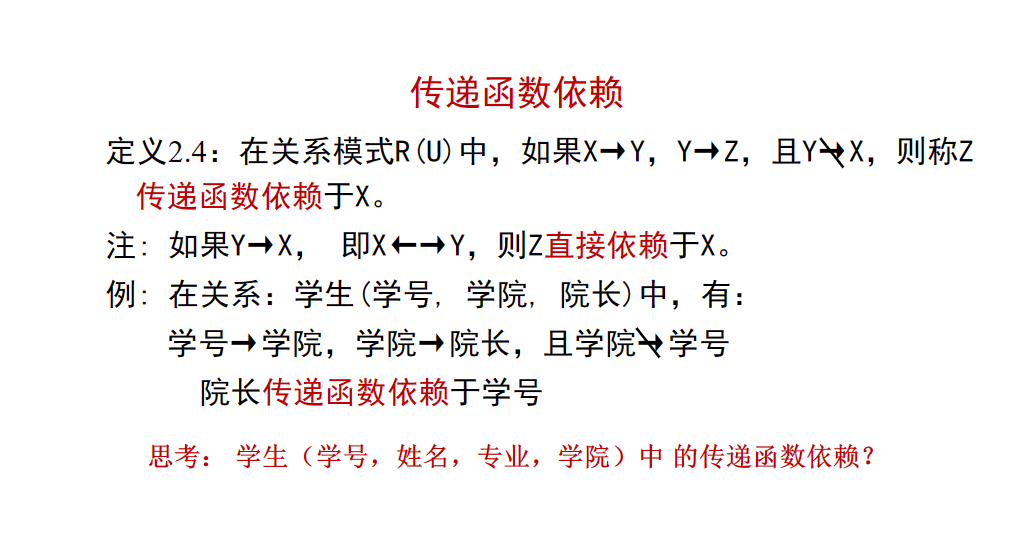 传递函数依赖
定义2.4：在关系模式R(U)中，如果X→Y，Y→Z，且Y↛X，则称Z
传递函数依赖于X。
注: 如果Y→X， 即X←→Y，则Z直接依赖于X。
例: 在关系：学生(学号, 学院, 院长)中，有：
学号→学院，学院→院长，且学院↛学号
院长传递函数依赖于学号
思考： 学生（学号，姓名，专业，学院）中 的传递函数依赖？